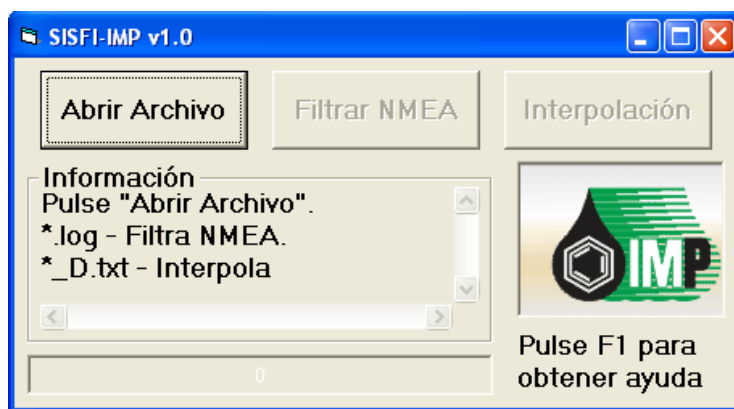 SISFI-IMP v1.0
Abrir Archivo
Filtrar NMEA
Interpolación
Información
Pulse "Abrir Archivo".
*.log - Filtra NMEA.
*_D.txt - Interpola
IMP
Pulse F1 para
obtener ayuda
0